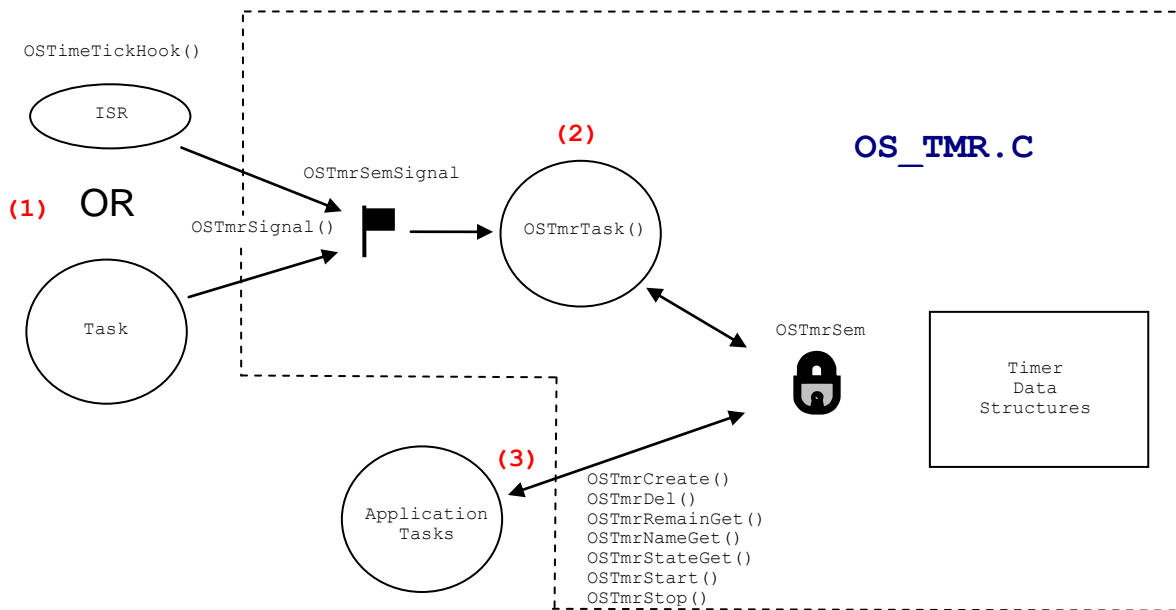 OSTimeTickHook()
ISR
(1) OR
Task
OSTmrSemSignal
OSTmrSignal()
(2)
OSTmrTask()
OS_TMR.C
OSTmrSem
Timer
Data
Structures
(3)
Application
Tasks
OSTmrCreate()
OSTmrDel()
OSTmrRemainGet()
OSTmrNameGet()
OSTmrStateGet()
OSTmrStart()
OSTmrStop()